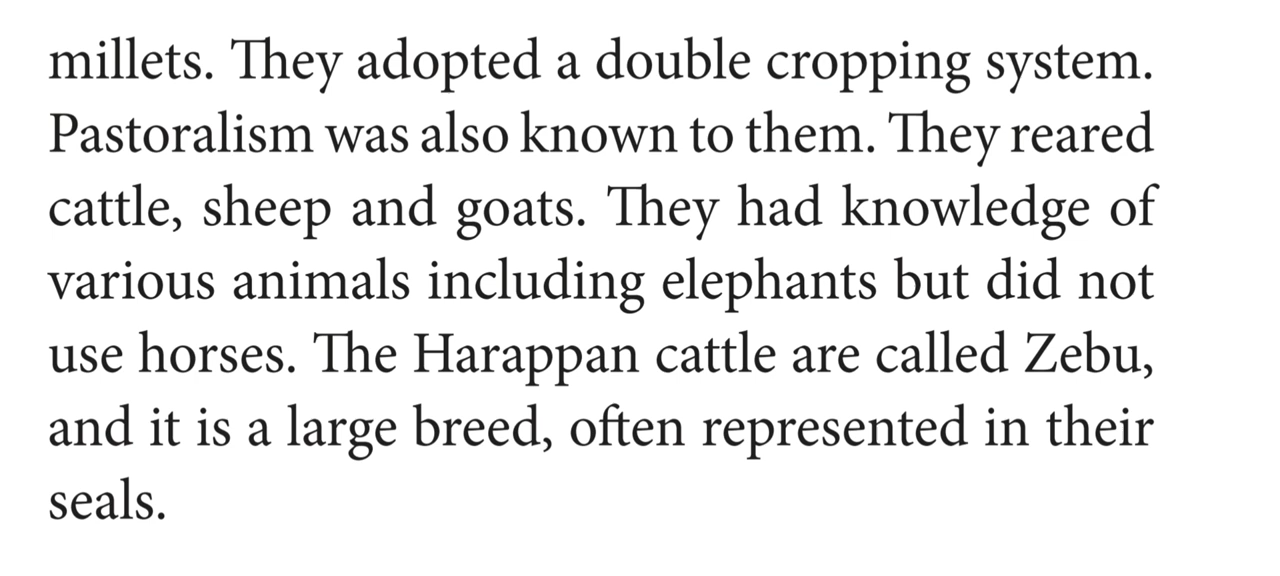 millets. They adopted a double cropping system.
Pastoralism was also known to them. They reared
cattle, sheep and goats. They had knowledge of
various animals including elephants but did not
use horses. The Harappan cattle are called Zebu,
and it is a large breed, often represented in their
seals.